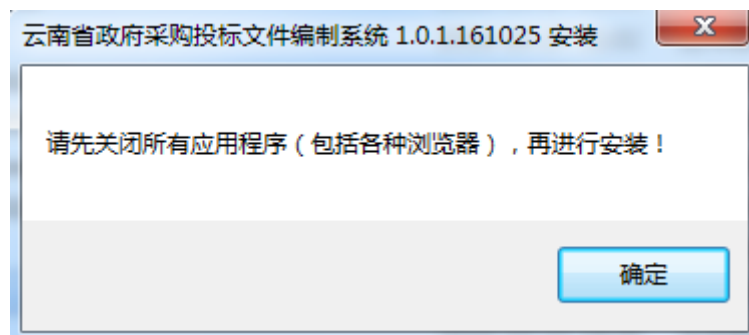 云南省政府采购投标文件编制系统 1.0.1.161025 安装
请先关闭所有应用程序（包括各种浏览器），再进行安装！
确定